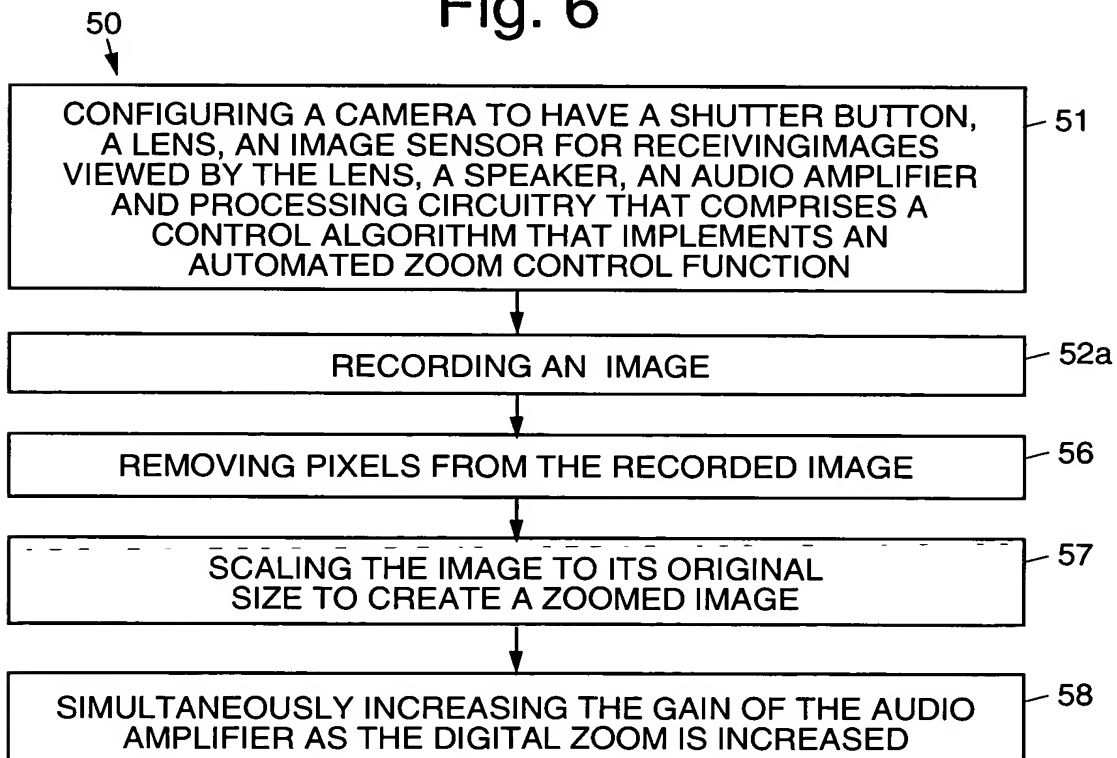 Fig. 6
50
CONFIGURING A CAMERA TO HAVE A SHUTTER BUTTON,
A LENS, AN IMAGE SENSOR FOR RECEIVINGIMAGES
VIEWED BY THE LENS, A SPEAKER, AN AUDIO AMPLIFIER
AND PROCESSING CIRCUITRY THAT COMPRISES A
CONTROL ALGORITHM THAT IMPLEMENTS AN
AUTOMATED ZOOM CONTROL FUNCTION
51
RECORDING AN IMAGE
52a
REMOVING PIXELS FROM THE RECORDED IMAGE
56
SCALING THE IMAGE TO ITS ORIGINAL
SIZE TO CREATE A ZOOMED IMAGE
57
SIMULTANEOUSLY INCREASING THE GAIN OF THE AUDIO
AMPLIFIER AS THE DIGITAL ZOOM IS INCREASED
58